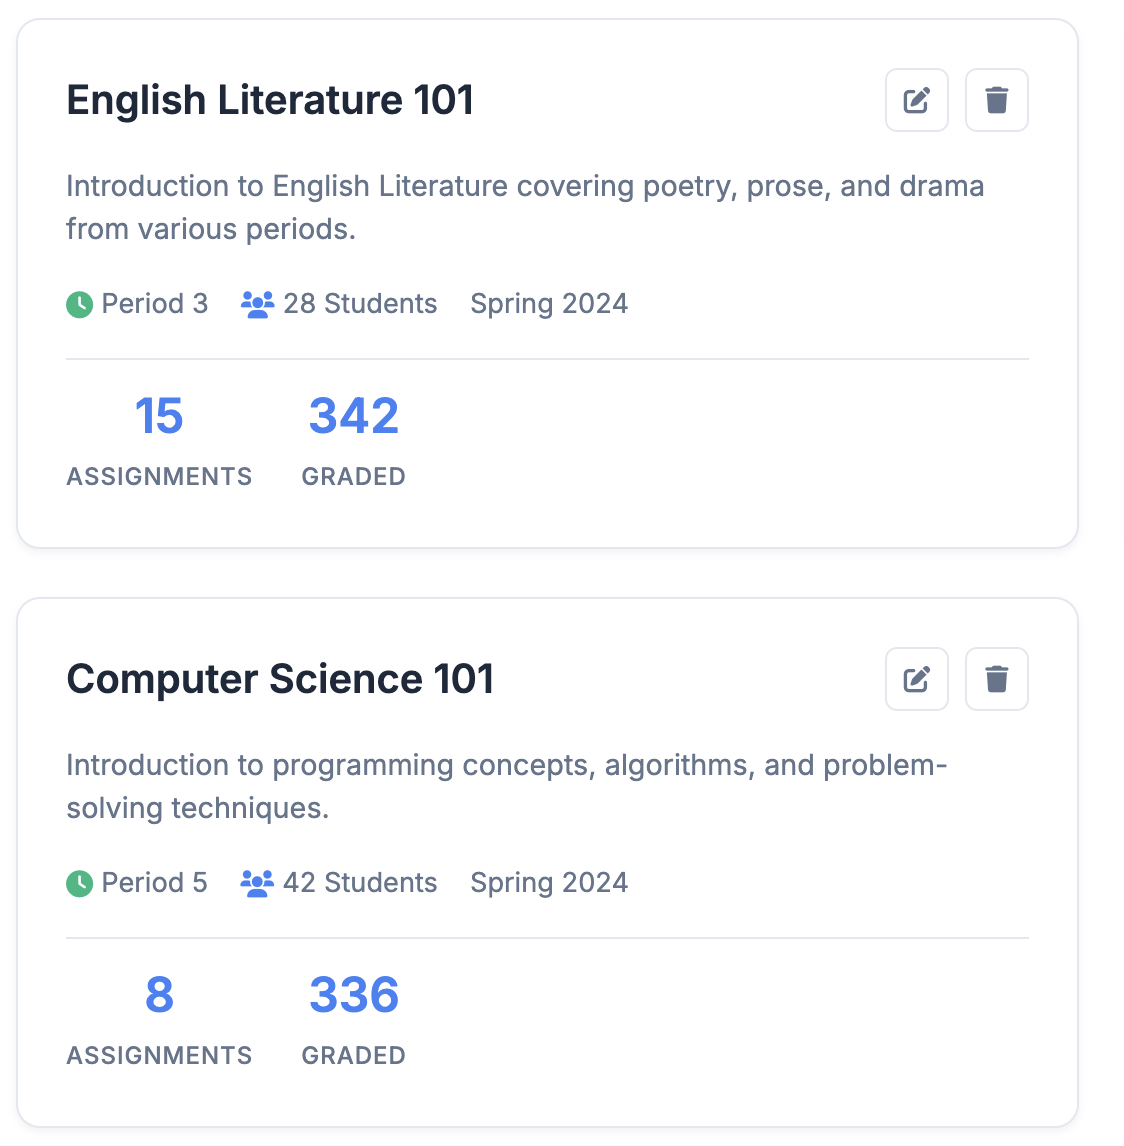 English Literature 101
Introduction to English Literature covering poetry, prose, and drama
from various periods.
Period 3 28 Students Spring 2024
15 342
ASSIGNMENTS GRADED
Computer Science 101
Introduction to programming concepts, algorithms, and problem-
solving techniques.
Period 5 42 Students Spring 2024
8 336
ASSIGNMENTS GRADED